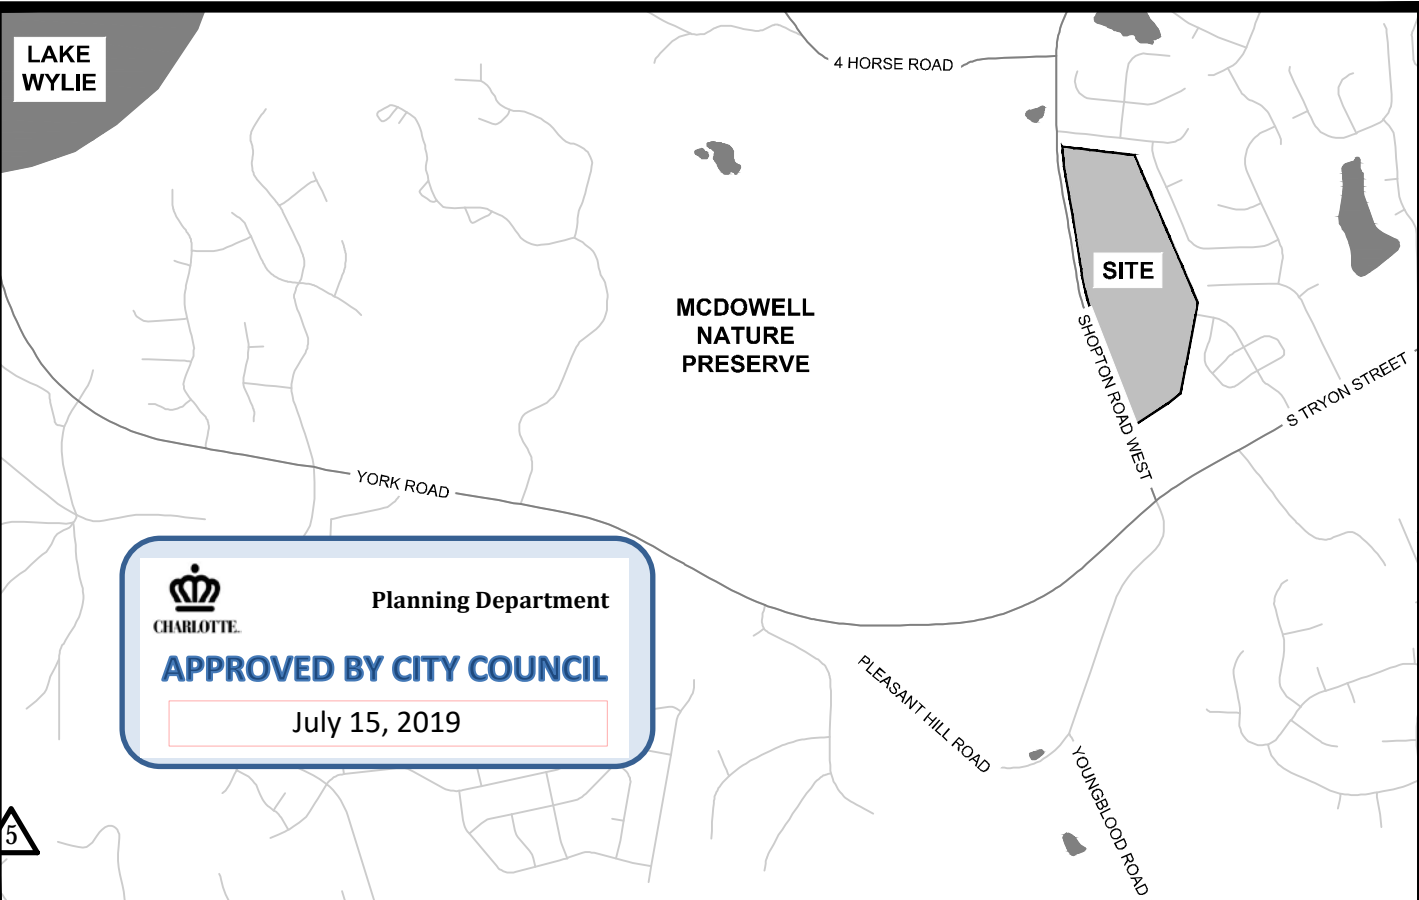 LAKE
WYLIE
4 HORSE ROAD
SITE
MCDOWELL
NATURE
PRESERVE
SHOPTON ROAD WEST
S TRYON STREET
YORK ROAD
CHARLOTTE
Planning Department
APPROVED BY CITY COUNCIL
July 15, 2019
PLEASANT HILL ROAD
YOUNGBLOOD ROAD
5